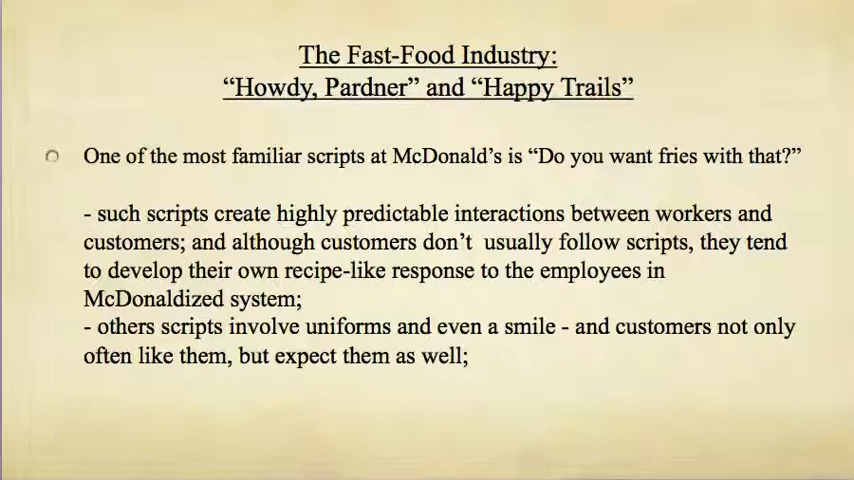 The Fast-Food Industry:
“Howdy, Pardner” and “Happy Trails”
One of the most familiar scripts at McDonald’s is “Do you want fries with that?”
- such scripts create highly predictable interactions between workers and
customers; and although customers don’t usually follow scripts, they tend
to develop their own recipe-like response to the employees in
McDonaldized system;
- others scripts involve uniforms and even a smile - and customers not only
often like them, but expect them as well;